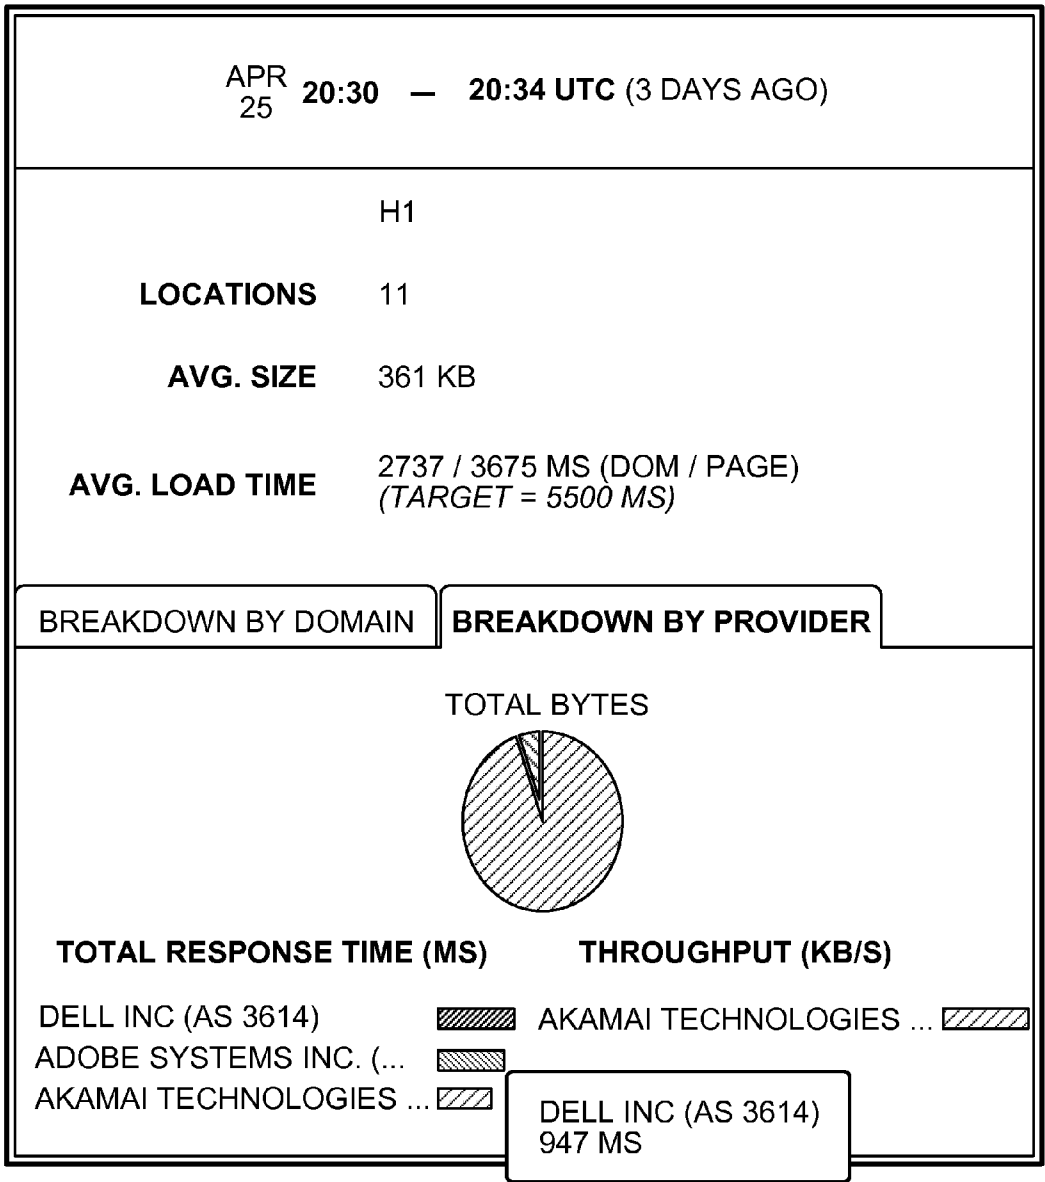 APR
25
20:30 — 20:34 UTC (3 DAYS AGO)
H1
LOCATIONS 11
AVG. SIZE 361 KB
AVG. LOAD TIME 2737 / 3675 MS (DOM / PAGE)
(TARGET = 5500 MS)
BREAKDOWN BY DOMAIN BREAKDOWN BY PROVIDER
TOTAL BYTES
TOTAL RESPONSE TIME (MS) THROUGHPUT (KB/S)
DELL INC (AS 3614) AKAMAI TECHNOLOGIES ...
ADOBE SYSTEMS INC. (...
AKAMAI TECHNOLOGIES ...
DELL INC (AS 3614)
947 MS